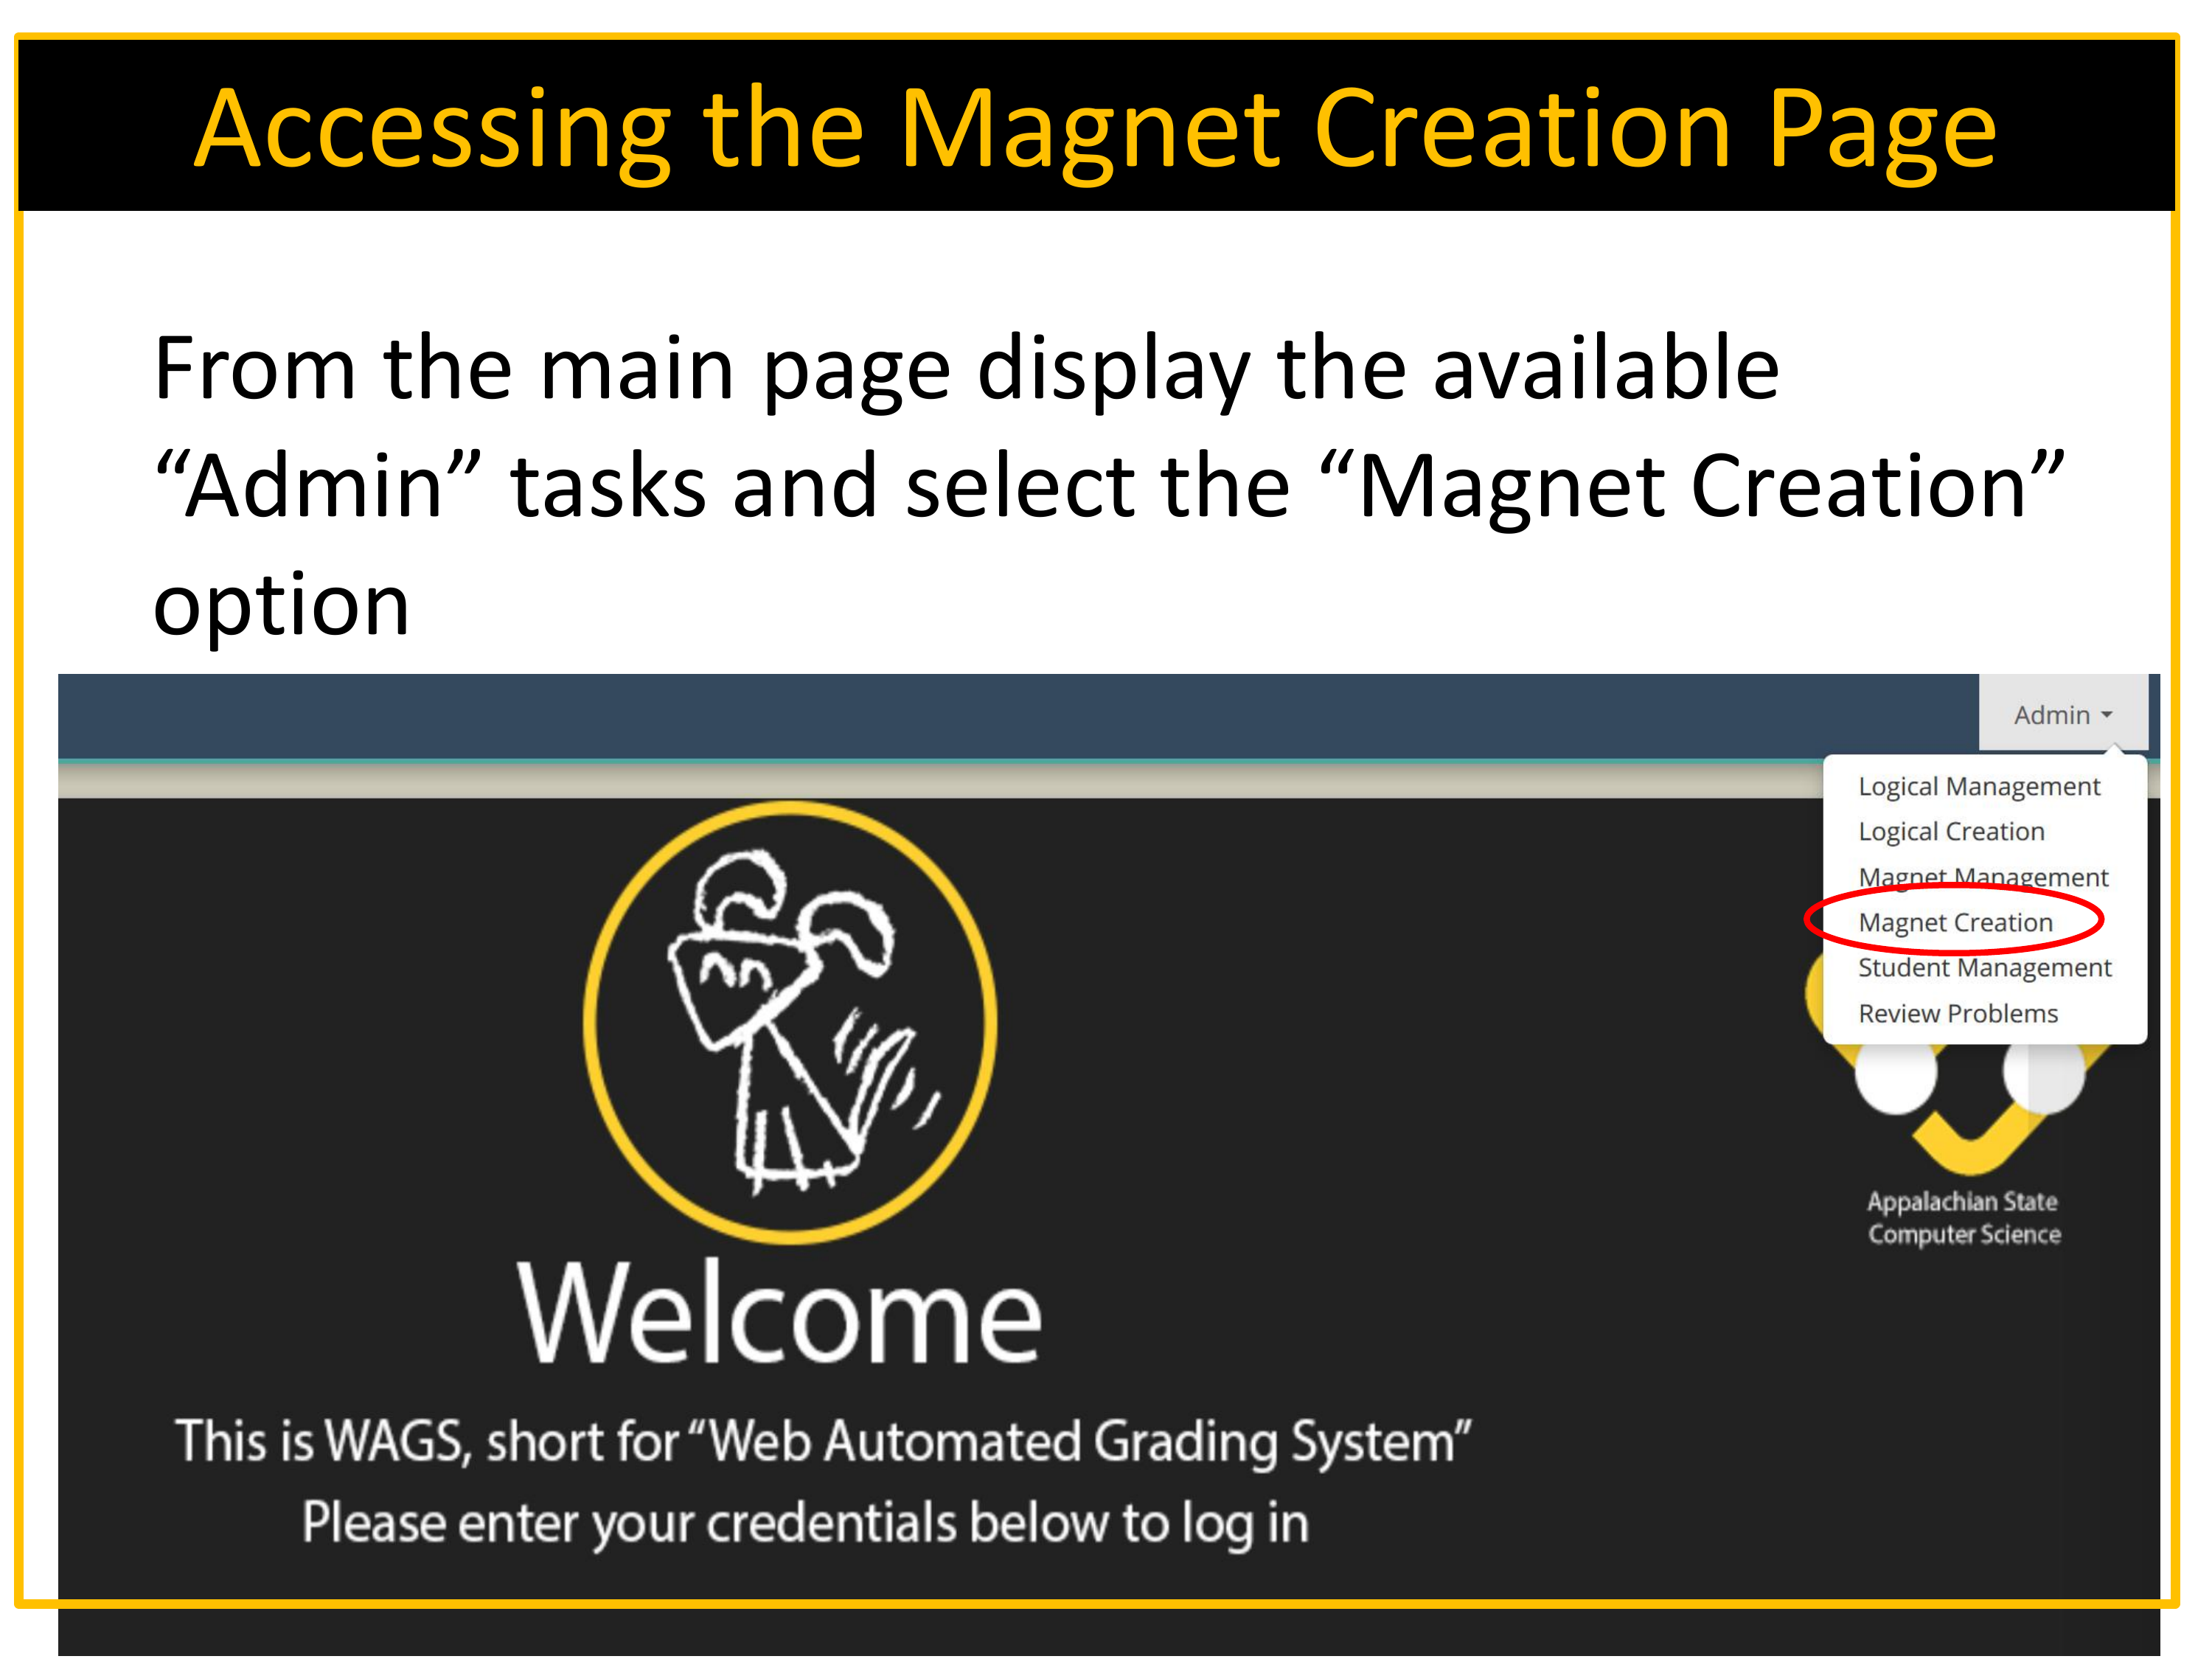 Accessing the Magnet Creation Page
From the main page display the available
“Admin” tasks and select the “Magnet Creation”
option
Admin
Logical Management
Logical Creation
Magnet Management
Magnet Creation
Student Management
Review Problems
Appalachian State
Computer Science
Welcome
This is WAGS, short for “Web Automated Grading System”
Please enter your credentials below to log in